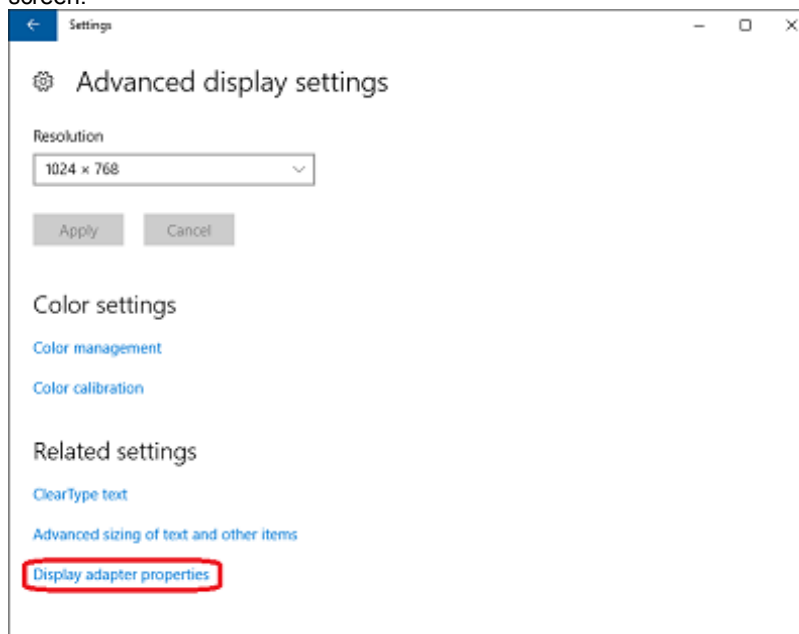 screen.
Settings
Advanced display settings
Resolution
1024 × 768
Apply Cancel
Color settings
Color management
Color calibration
Related settings
ClearType text
Advanced sizing of text and other items
Display adapter properties